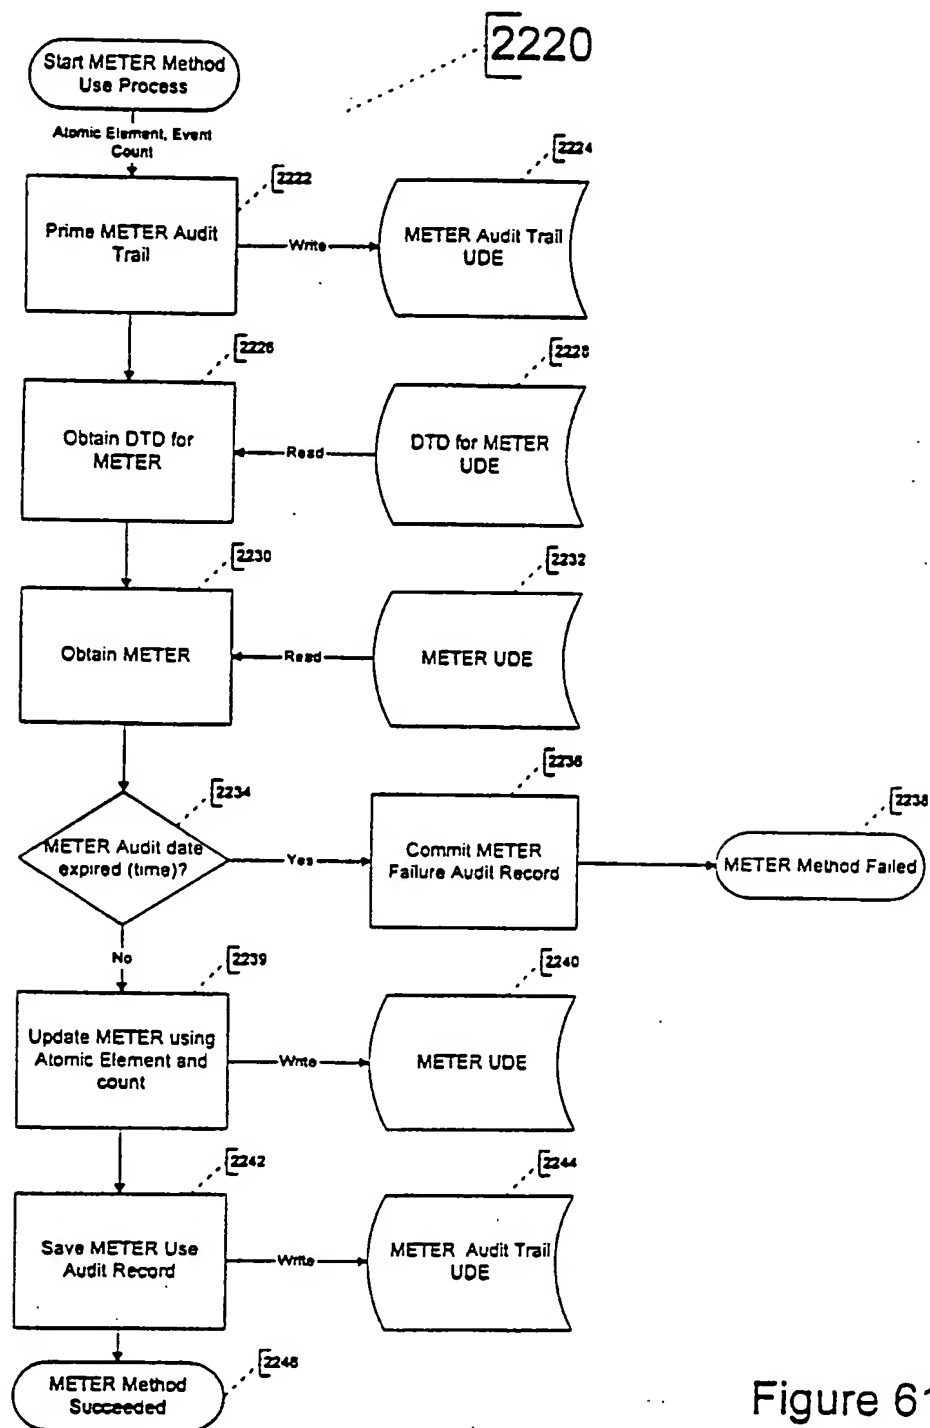 2220
Start METER Method
Use Process
Atomic Element, Event
Count
2222
2224
Prime METER Audit
Trail
Write
METER Audit Trail
UDE
2226
2228
Obtain DTD for
METER
Read
DTD for METER
UDE
2230
2232
Obtain METER
Read
METER UDE
2234
2236
2238
METER Audit date
expired (time)?
Yes
Commit METER
Failure Audit Record
METER Method Failed
No
2239
2240
Update METER using
Atomic Element and
count
Write
METER UDE
2242
2244
Save METER Use
Audit Record
Write
METER Audit Trail
UDE
2246
METER Method
Succeeded
Figure 61